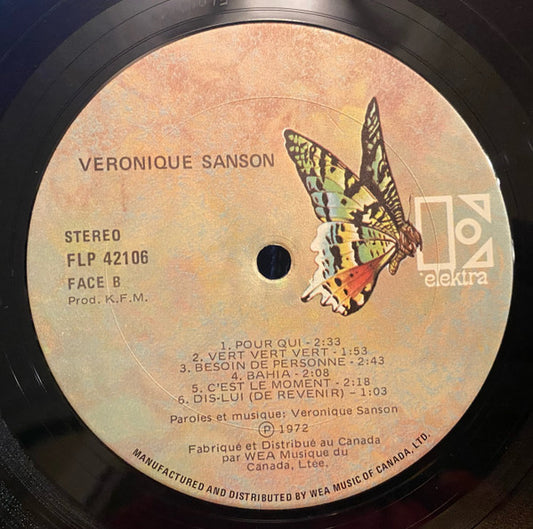 VERONIQUE SANSON
STEREO
FLP 42106
FACE B
Prod. K.F.M.
elektra
1. POUR QUI - 2:33
2. VERT VERT VERT - 1:53
3. BESOIN DE PERSONNE - 2:43
4. BAHIA - 2:08
5. C'EST LE MOMENT - 2:18
6. DIS-LUI (DE REVENIR) - 1:03
Paroles et musique: Veronique Sanson
Ⓟ 1972
Fabriqué et Distribué au Canada
par WEA Musique du
Canada, Ltée.
MANUFACTURED AND DISTRIBUTED BY WEA MUSIC OF CANADA, LTD.